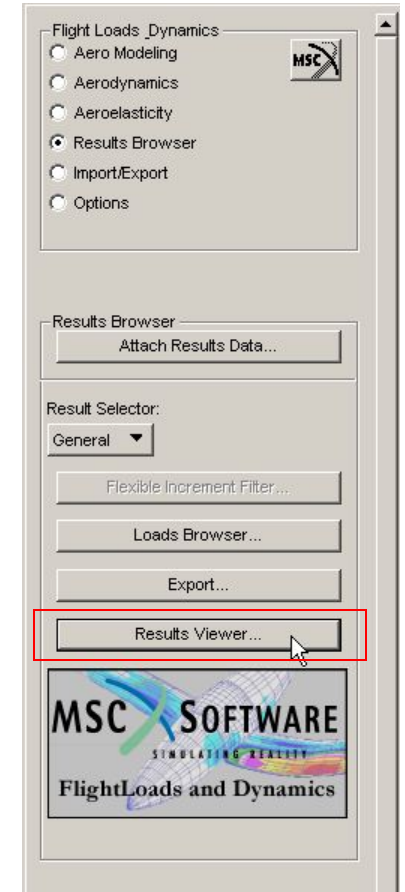 Flight Loads _Dynamics
MSC
Aero Modeling
Aerodynamics
Aeroelasticity
Results Browser
Import/Export
Options
Results Browser
Attach Results Data...
Result Selector:
General
Flexible Increment Filter...
Loads Browser...
Export...
Results Viewer...
MSC SOFTWARE
SIMULATING REALITY
FlightLoads and Dynamics